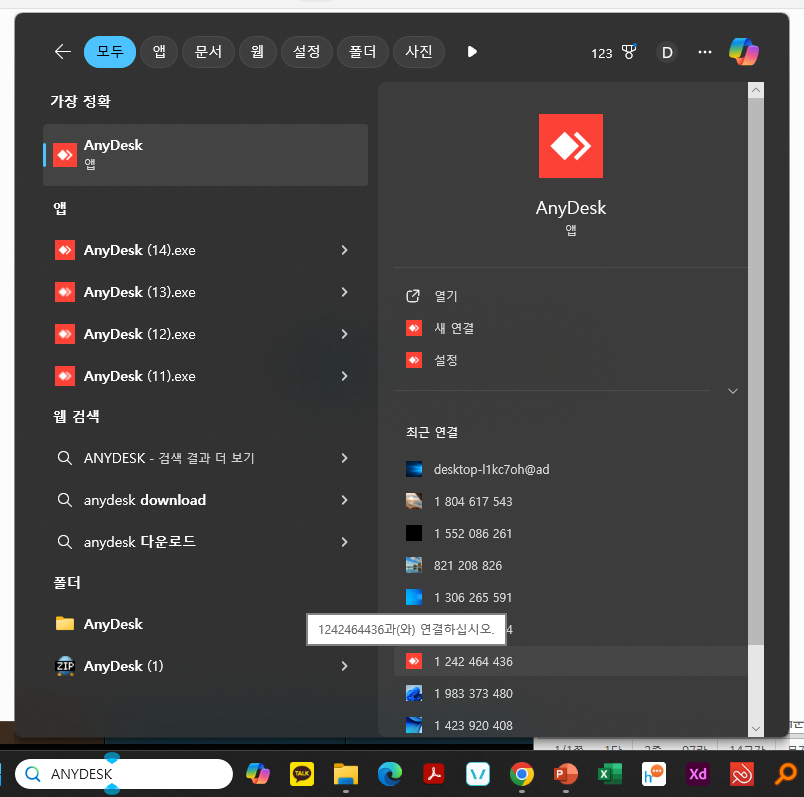 모두
앱
문서
웹
설정
폴더
사진
123
D
가장 정확
AnyDesk
앱
앱
AnyDesk (14).exe
AnyDesk (13).exe
AnyDesk (12).exe
AnyDesk (11).exe
웹 검색
ANYDESK - 검색 결과 더 보기
anydesk download
anydesk 다운로드
폴더
AnyDesk
ZIP
AnyDesk (1)
AnyDesk
앱
열기
새 연결
설정
최근 연결
desktop-l1kc7oh@ad
1 804 617 543
1 552 086 261
821 208 826
1 306 265 591
1242464436과(와) 연결하십시오.
4
1 242 464 436
1 983 373 480
1 423 920 408
ANYDESK
TALK
Xd